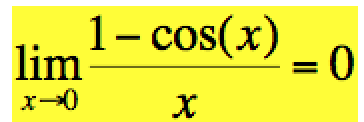 lim x→0 1 − cos(x) / x = 0